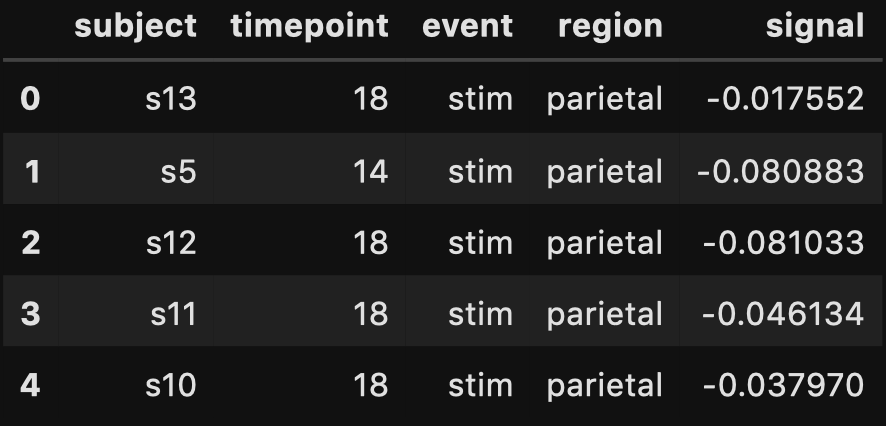 subject timepoint event region signal
0 s13 18 stim parietal -0.017552
1 s5 14 stim parietal -0.080883
2 s12 18 stim parietal -0.081033
3 s11 18 stim parietal -0.046134
4 s10 18 stim parietal -0.037970